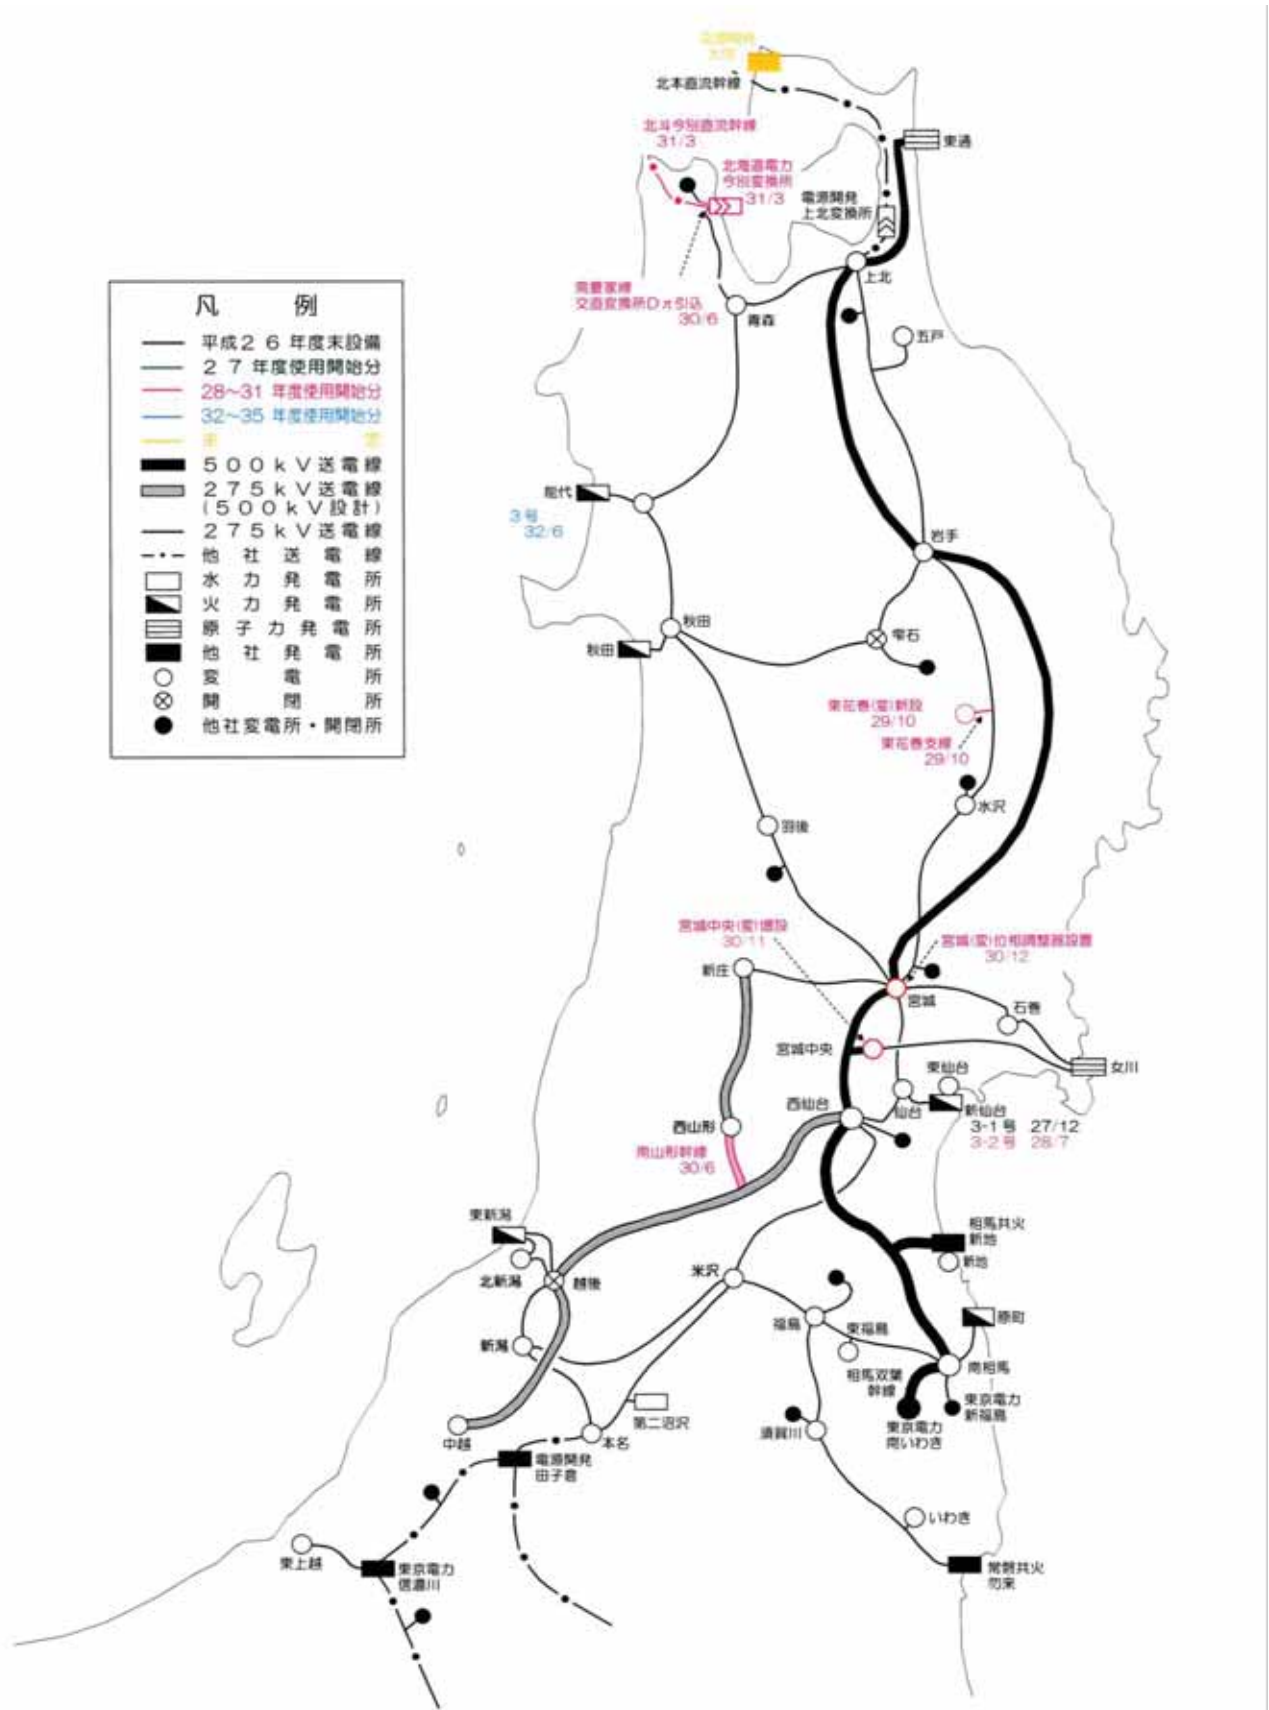 北本直流幹線
北斗今別直流幹線
31/3
北海道電力
今別変換所
31/3
東通
電源開発
上北変換所
上北
交直変換所Dπ引込
30/6
青森
五戸
凡 例
平成26年度末設備
27年度使用開始分
28~31 年度使用開始分
32~35 年度使用開始分
500kV送電線
275kV送電線
(500kV設計)
275kV送電線
他社送電線
水力発電所
火力発電所
原子力発電所
他社発電所
変電所
開閉所
他社変電所・開閉所
能代
3号
32/6
岩手
秋田
秋田
雫石
東花巻(変)新設
29/10
東花巻支線
29/10
水沢
羽後
宮城中央(変)増設
30/11
宮城(変)位相調整器設置
30/12
新庄
宮城
石巻
宮城中央
女川
東仙台
西仙台
仙台
新仙台
3-1号 27/12
3-2号 28/7
西山形
南山形幹線
30/6
東新潟
相馬共火
新地
新地
北新潟
越後
米沢
原町
新潟
福島
東福島
南相馬
相馬双葉
幹線
東京電力
新福島
東京電力
南いわき
第二沼沢
須賀川
中越
本名
電源開発
田子倉
いわき
東上越
東京電力
信濃川
常磐共火
勿来